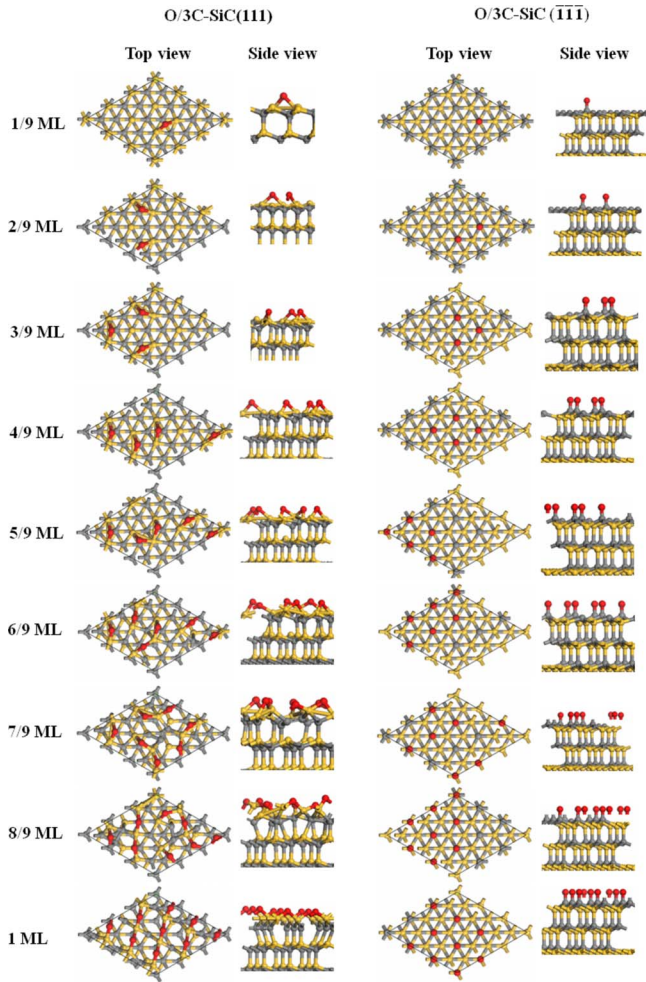 O/3C-SiC(111) O/3C-SiC (1̅1̅1̅)
Top view Side view Top view Side view
1/9 ML
2/9 ML
3/9 ML
4/9 ML
5/9 ML
6/9 ML
7/9 ML
8/9 ML
1 ML